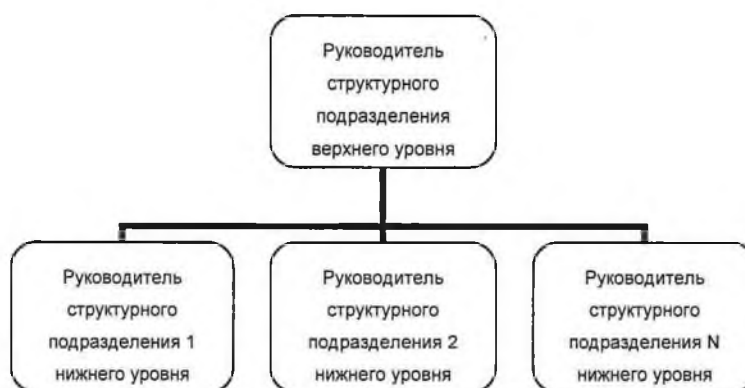 Руководитель
структурного
подразделения
верхнего уровня
Руководитель
структурного
подразделения 1
нижнего уровня
Руководитель
структурного
подразделения 2
нижнего уровня
Руководитель
структурного
подразделения N
нижнего уровня